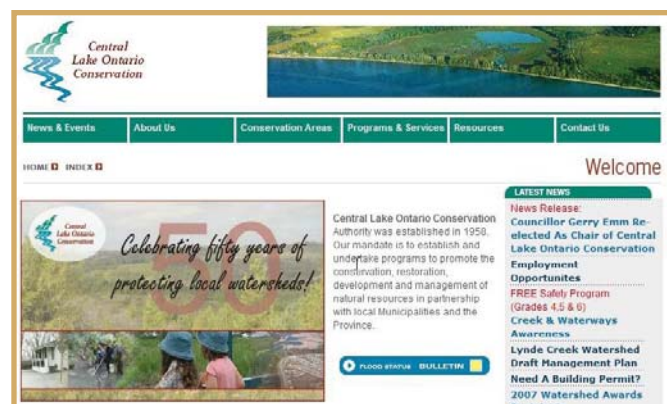 Central
Lake Ontario
Conservation
News & Events
About Us
Conservation Areas
Programs & Services
Resources
Contact Us
HOME
INDEX
Welcome
Central
Lake Ontario
Conservation
50
Celebrating fifty years of
protecting local watersheds!
Central Lake Ontario Conservation
Authority was established in 1958.
Our mandate is to establish and
undertake programs to promote the
conservation, restoration,
development and management of
natural resources in partnership
with local Municipalities and the
Province.
FLOOD STATUS BULLETIN
LATEST NEWS
News Release:
Councillor Gerry Emm Re-
elected As Chair of Central
Lake Ontario Conservation
Employment
Opportunites
FREE Safety Program
(Grades 4,5 & 6)
Creek & Waterways
Awareness
Lynde Creek Watershed
Draft Management Plan
Need A Building Permit?
2007 Watershed Awards